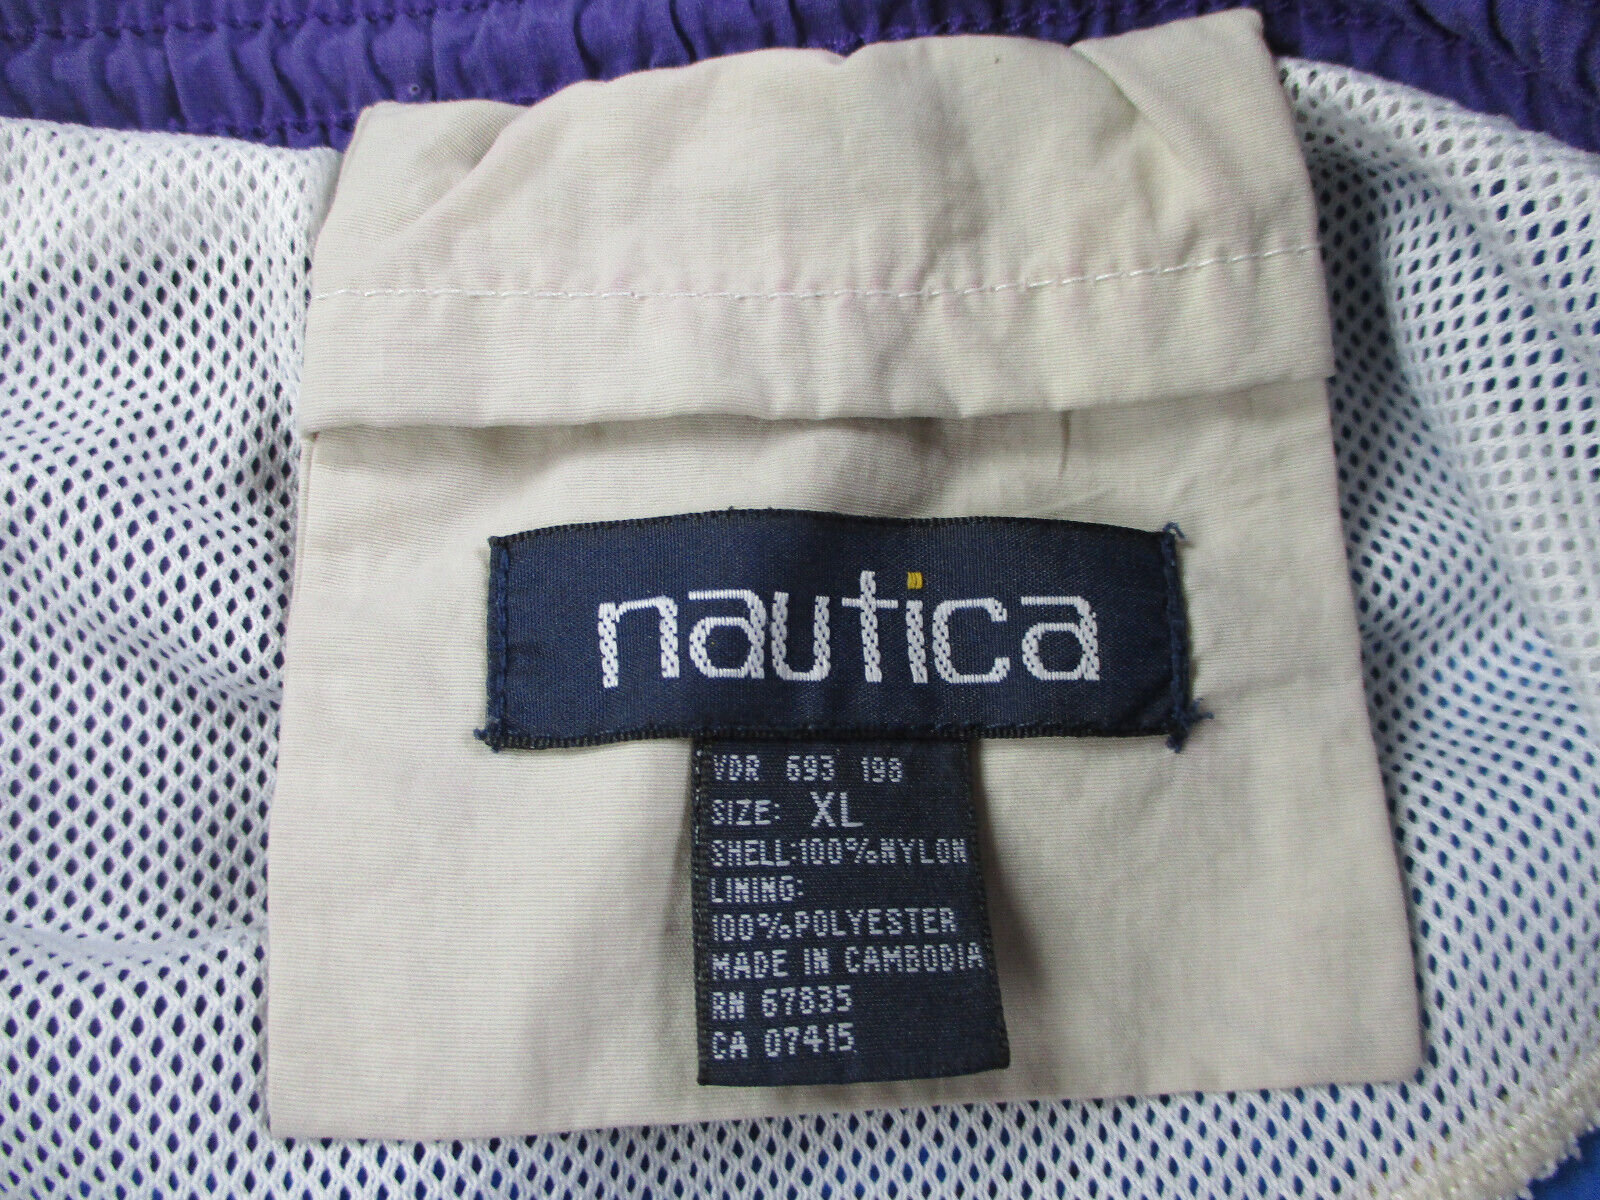 nautica
VDR 693 198
SIZE: XL
SHELL:100%NYLON
LINING:
100%POLYESTER
MADE IN CAMBODIA
RN 67835
CA 07415